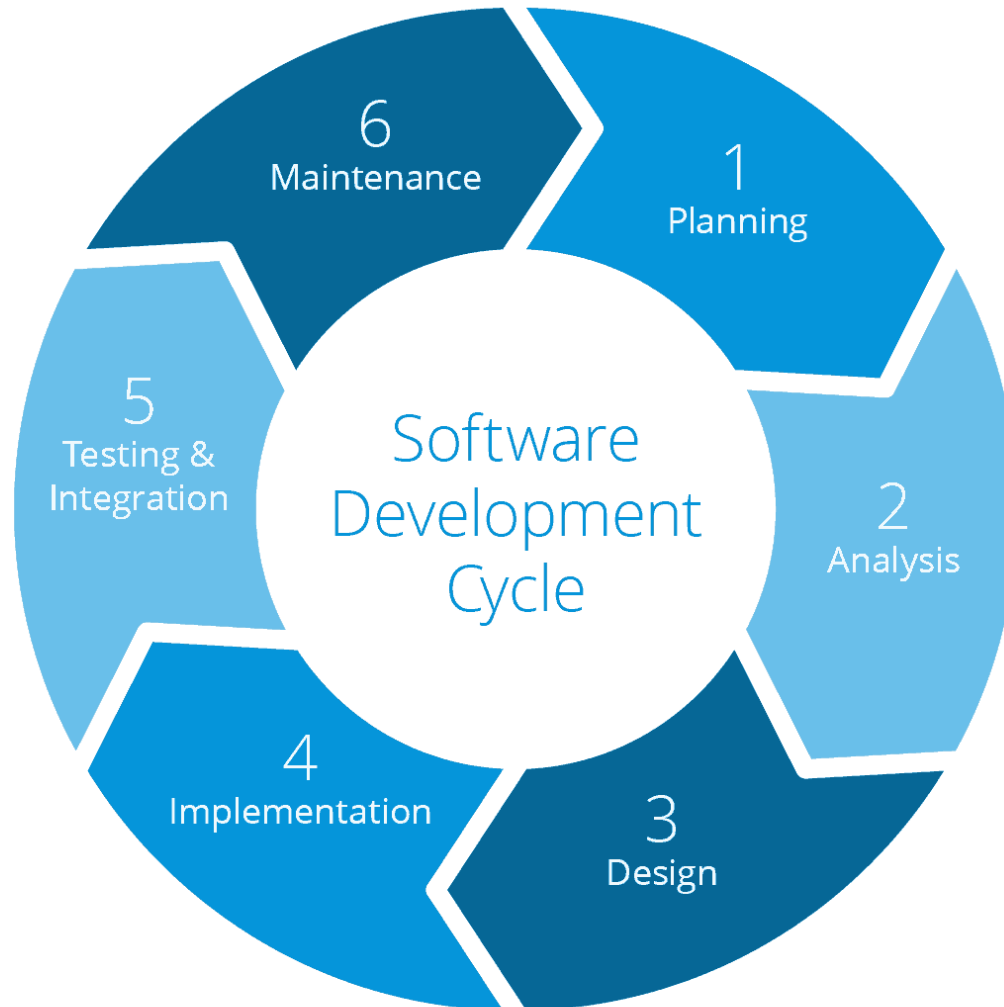 Software
Development
Cycle
1
Planning
2
Analysis
3
Design
4
Implementation
5
Testing &
Integration
6
Maintenance